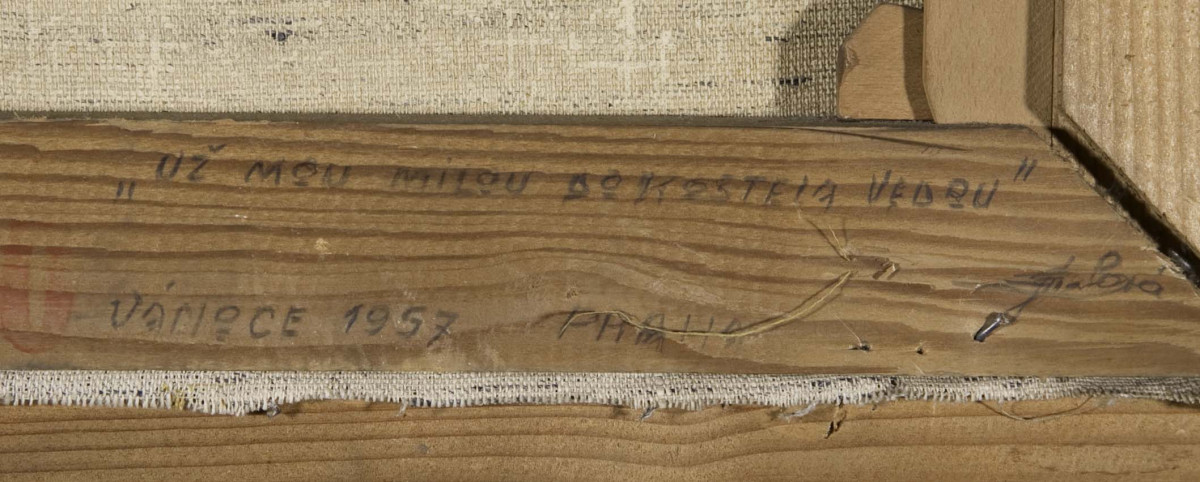 "UŽ MOU MILOU DO KOSTELA VEDOU"
VÁNOCE 1957 PRAHA